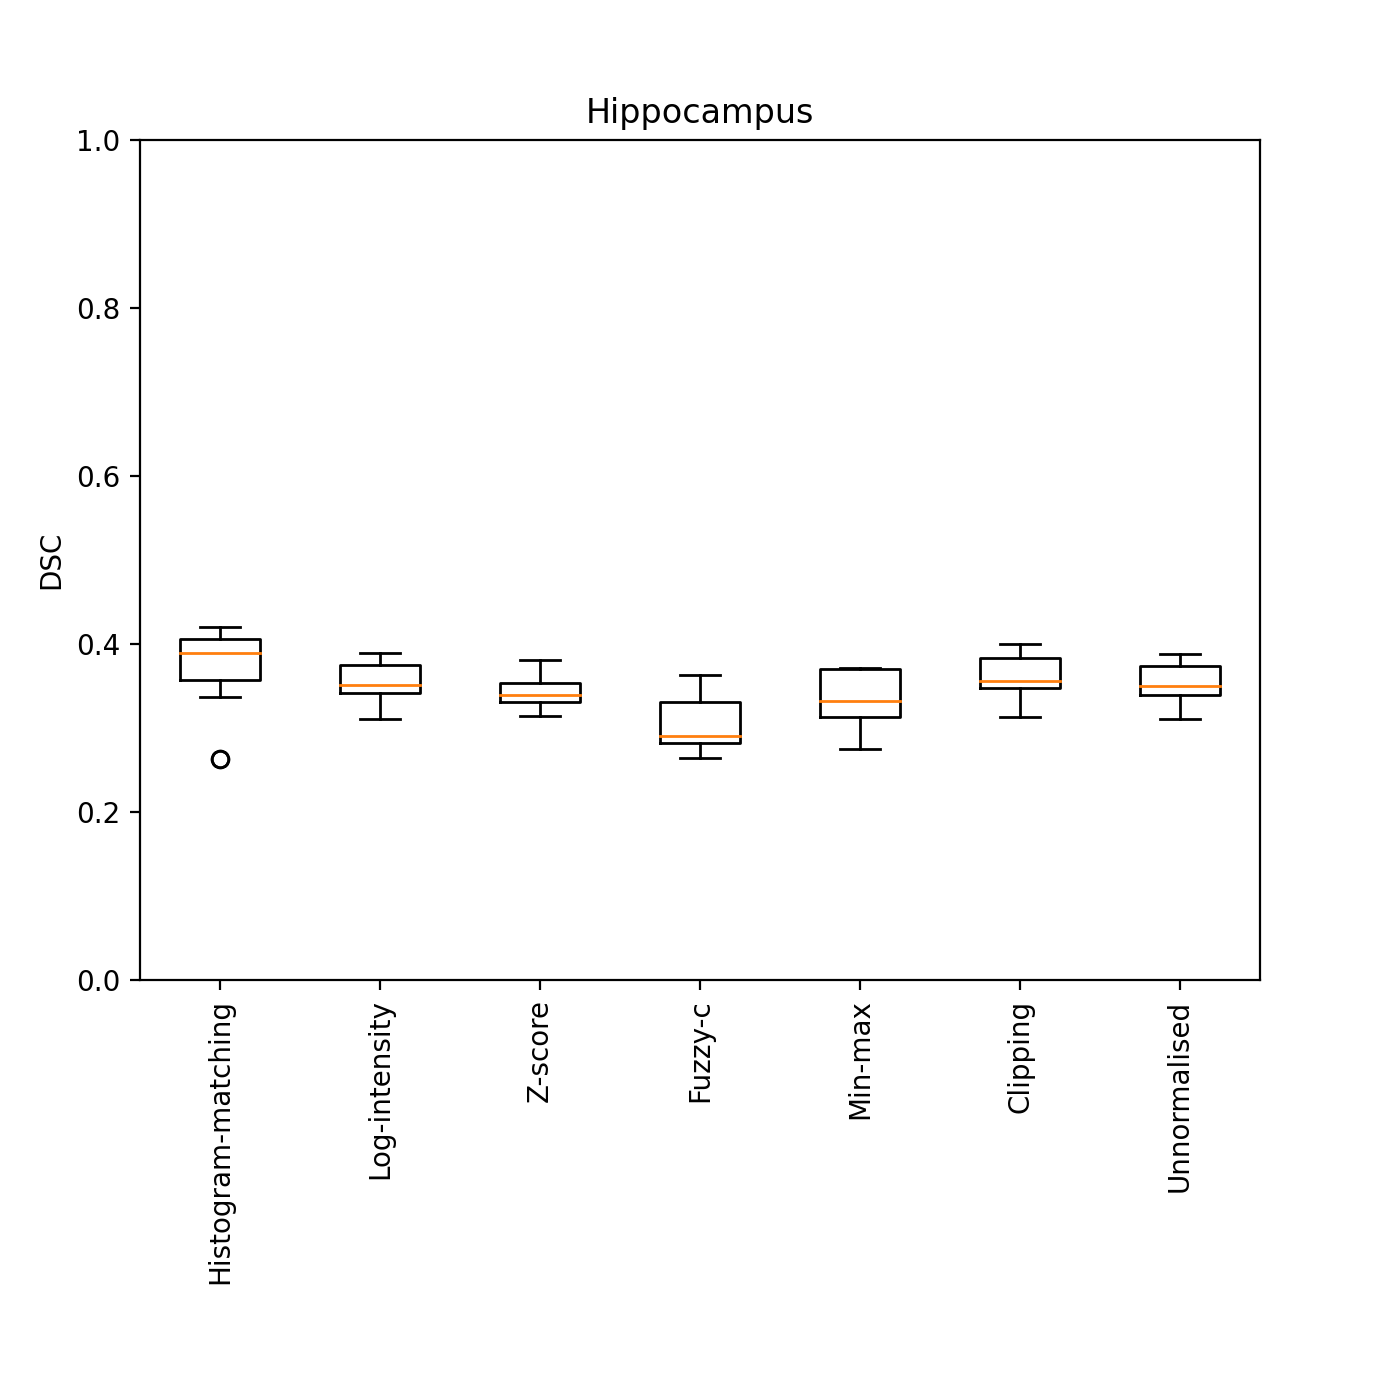 Hippocampus
1.0
0.8
0.6
0.4
0.2
0.0
DSC
Histogram-matching
Log-intensity
Z-score
Fuzzy-c
Min-max
Clipping
Unnormalised